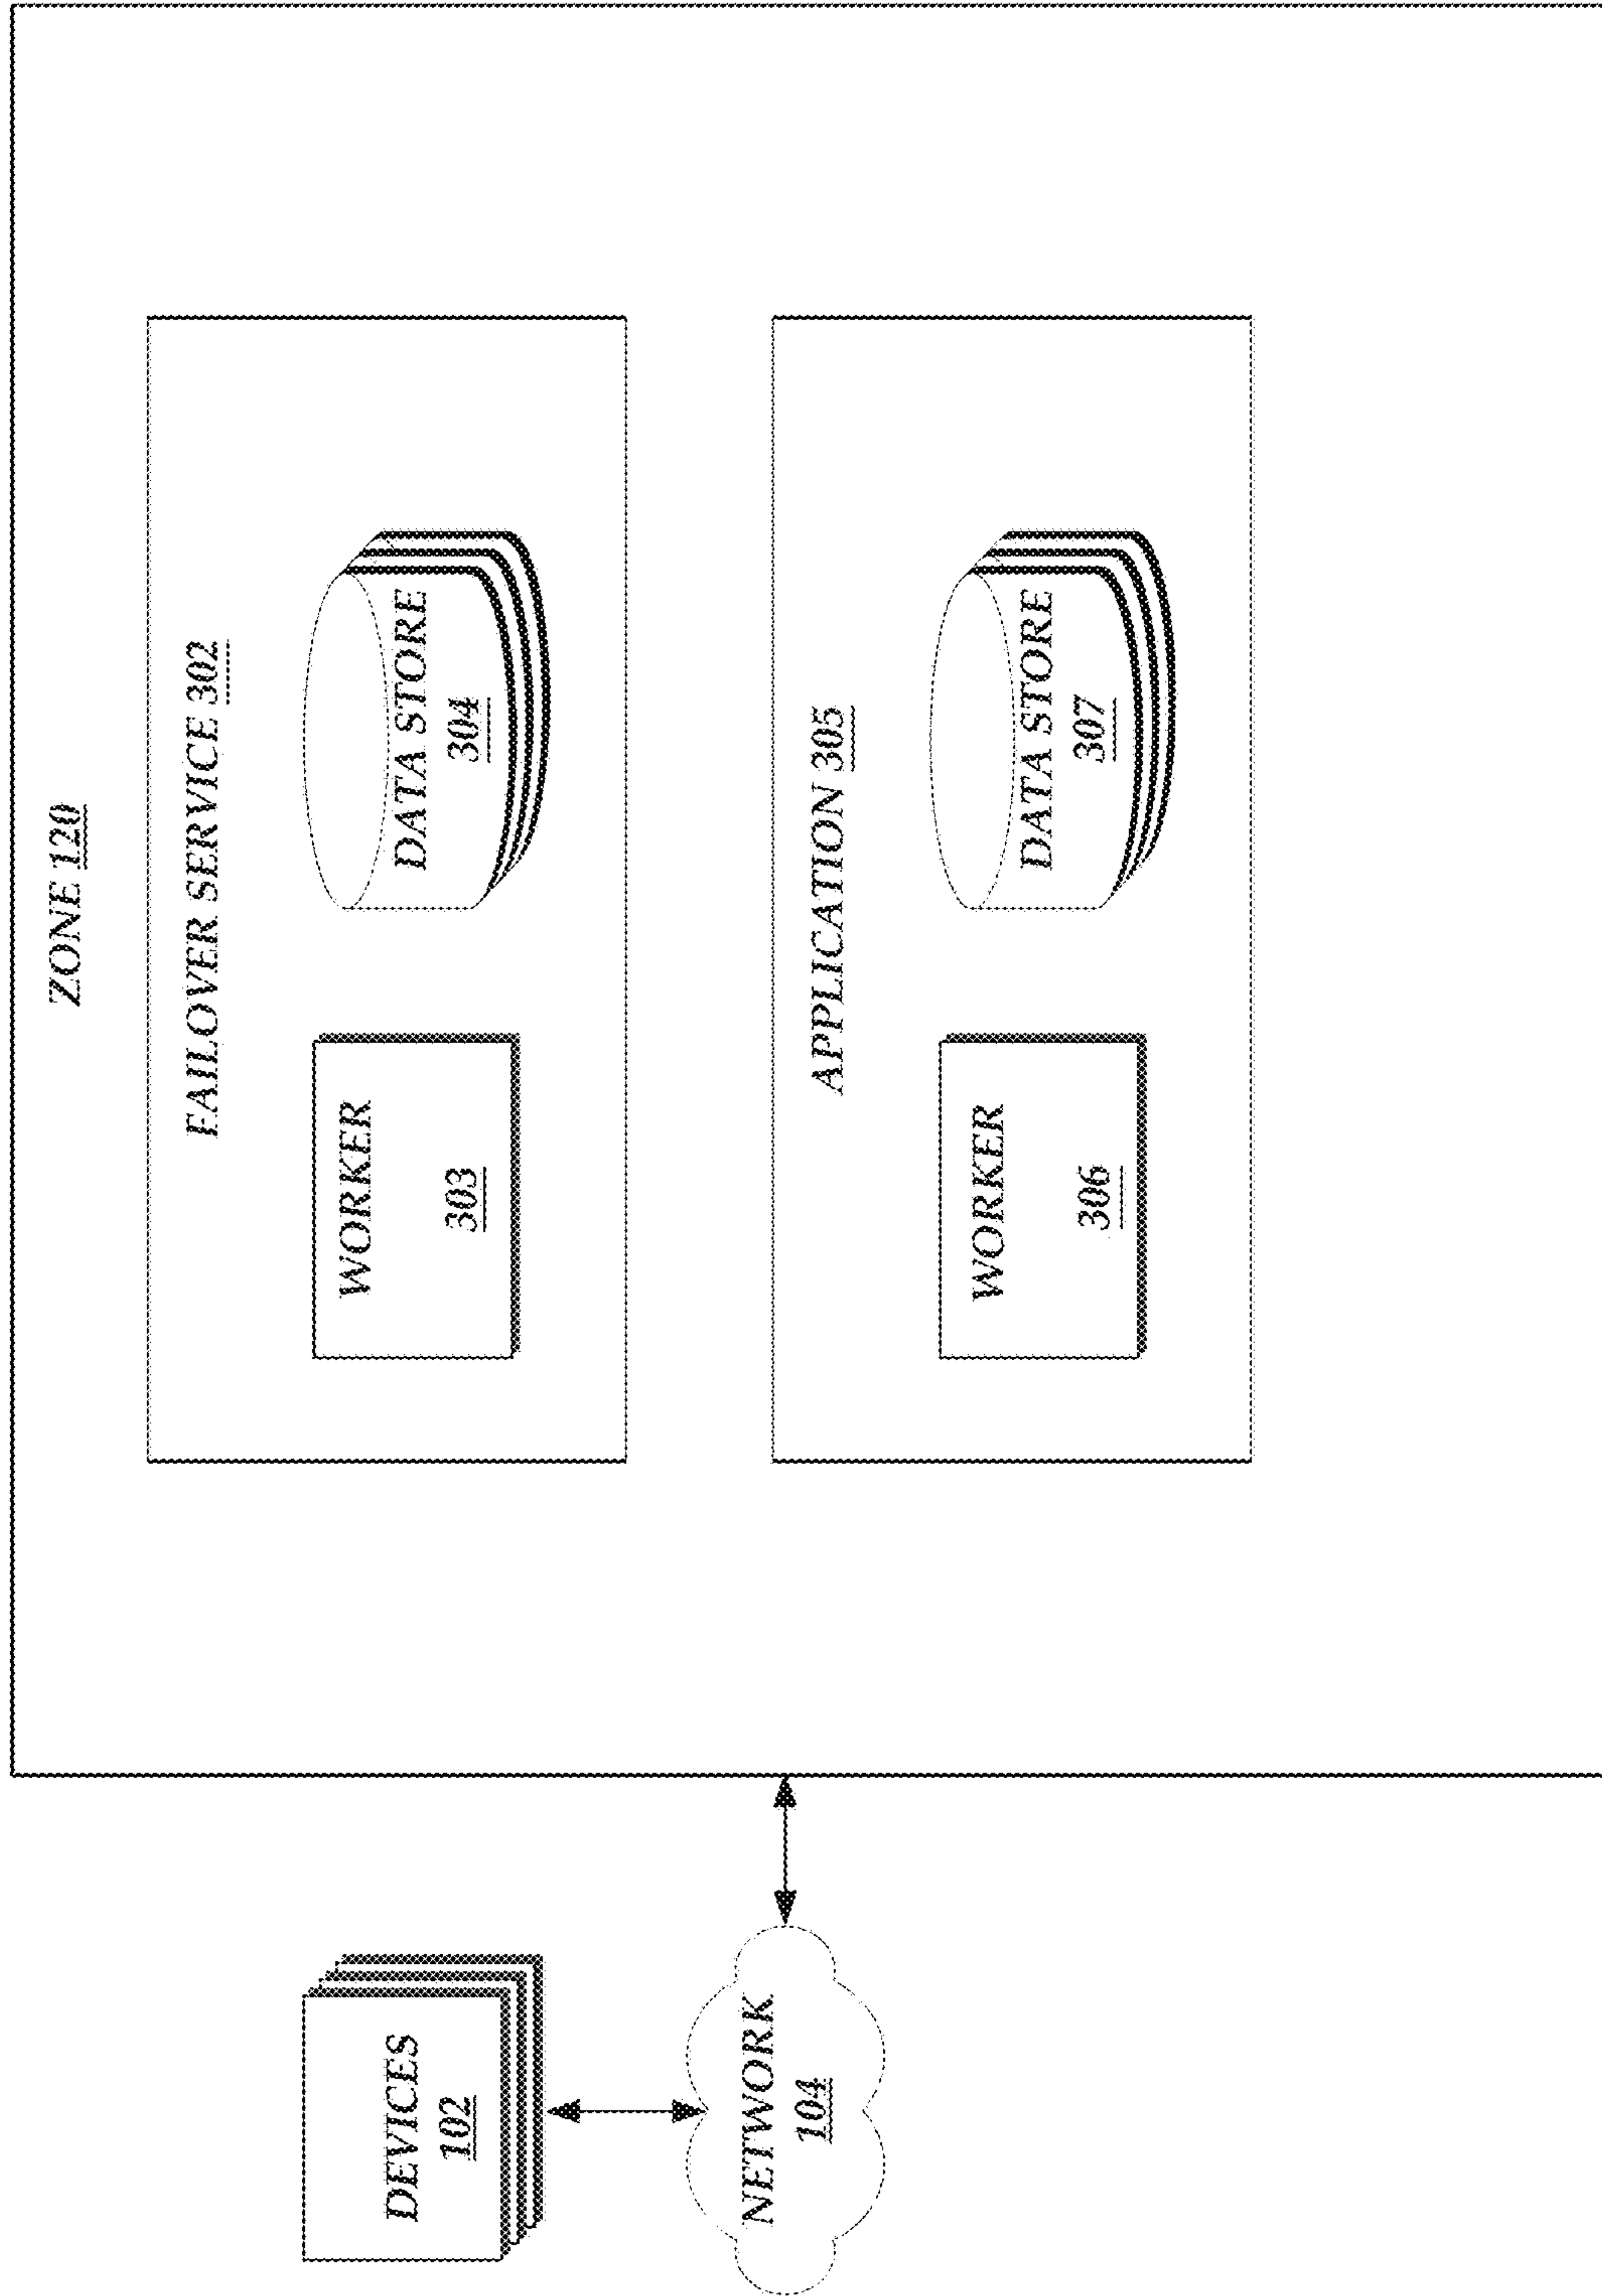 ZONE 120
FAILOVER SERVICE 302
WORKER
303
DATA STORE
304
APPLICATION 305
WORKER
306
DATA STORE
307
DEVICES
102
NETWORK
104